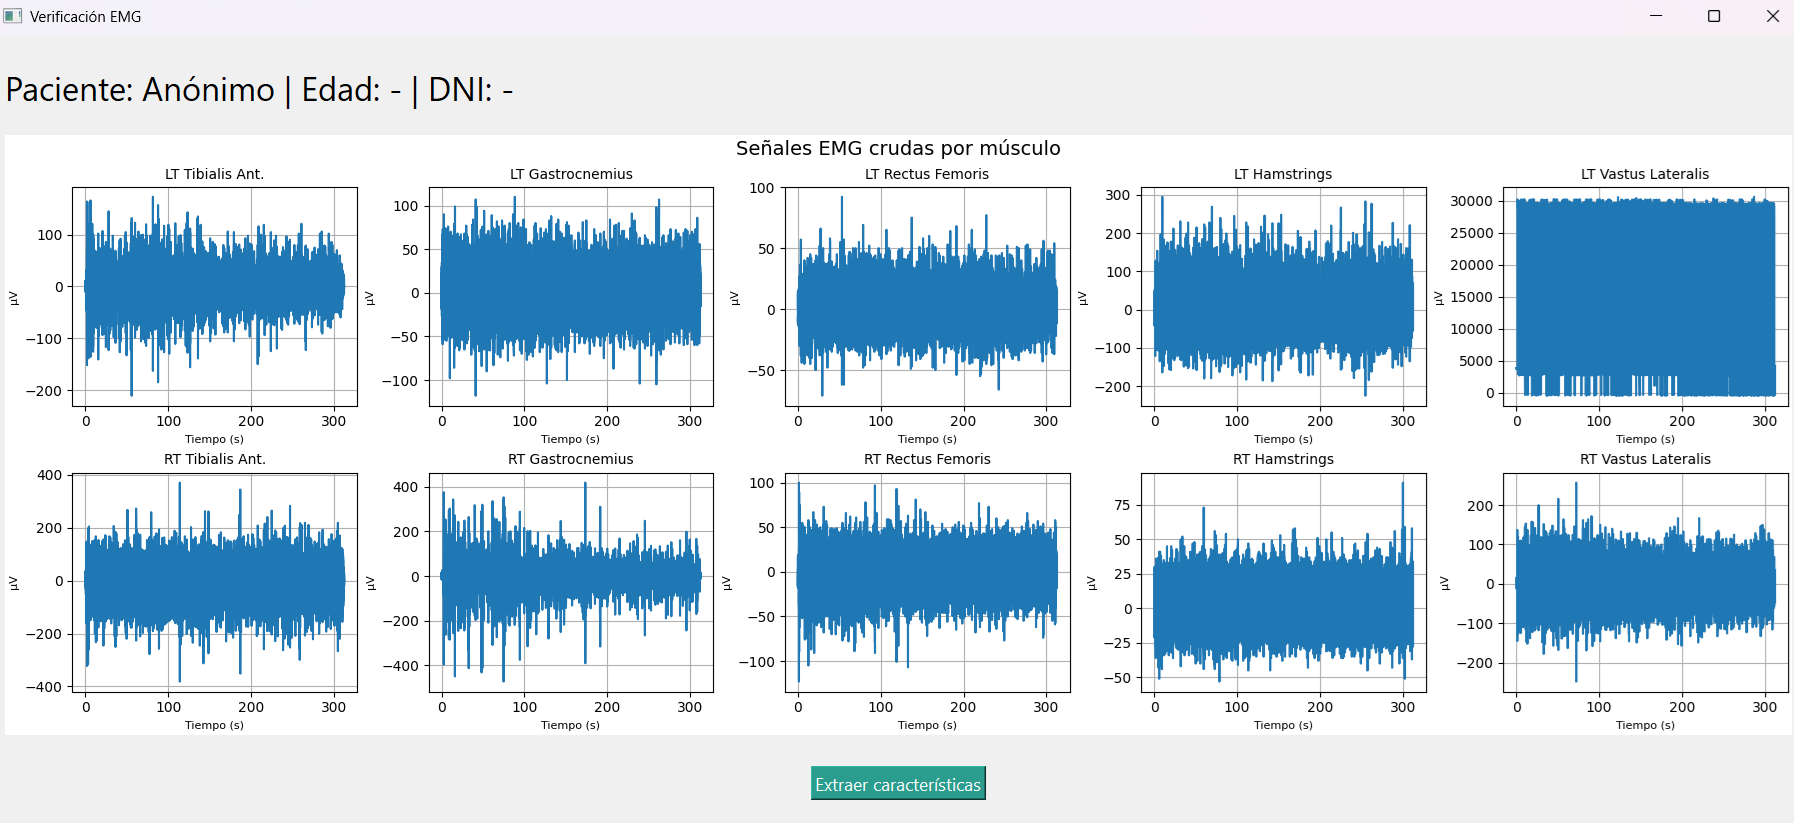 Verificación EMG
Paciente: Anónimo | Edad: - | DNI: -
Señales EMG crudas por músculo
LT Tibialis Ant.
µV
100
0
−100
−200
0 100 200 300
Tiempo (s)
LT Gastrocnemius
µV
100
50
0
−50
−100
0 100 200 300
Tiempo (s)
LT Rectus Femoris
µV
100
50
0
−50
0 100 200 300
Tiempo (s)
LT Hamstrings
µV
300
200
100
0
−100
−200
0 100 200 300
Tiempo (s)
LT Vastus Lateralis
µV
30000
25000
20000
15000
10000
5000
0
0 100 200 300
Tiempo (s)
RT Tibialis Ant.
µV
400
200
0
−200
−400
0 100 200 300
Tiempo (s)
RT Gastrocnemius
µV
400
200
0
−200
−400
0 100 200 300
Tiempo (s)
RT Rectus Femoris
µV
100
50
0
−50
−100
0 100 200 300
Tiempo (s)
RT Hamstrings
µV
75
50
25
0
−25
−50
0 100 200 300
Tiempo (s)
RT Vastus Lateralis
µV
200
100
0
−100
−200
0 100 200 300
Tiempo (s)
Extraer características